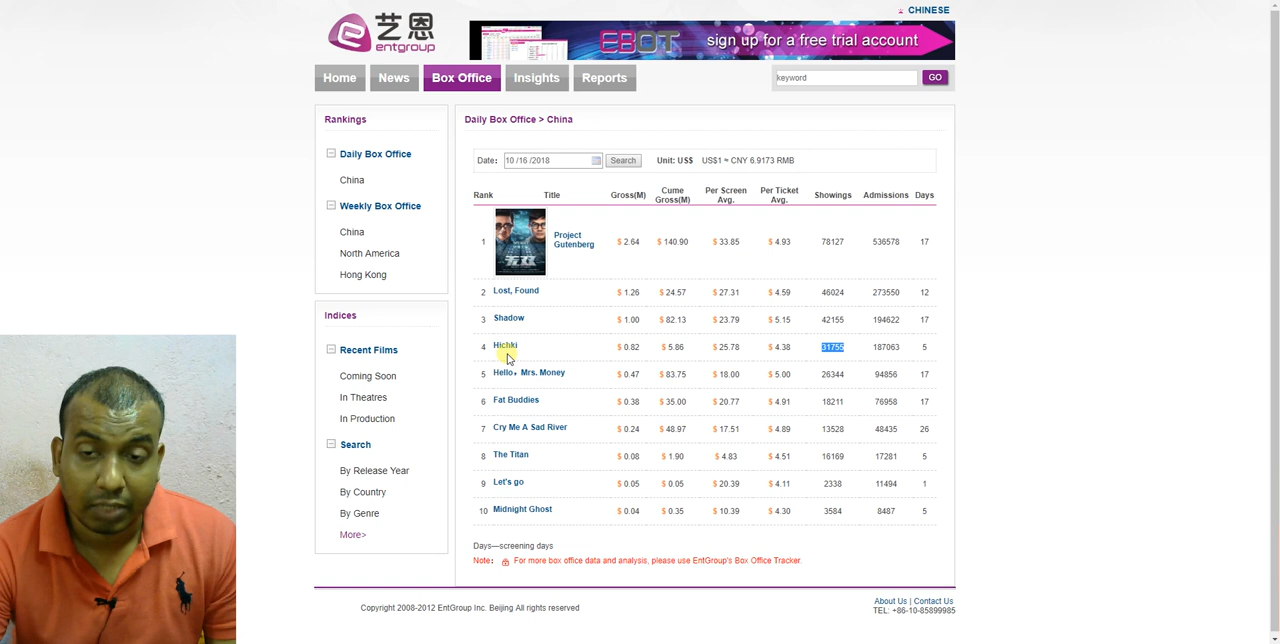 CHINESE
艺恩
entgroup
EBOT sign up for a free trial account
Home News Box Office Insights Reports
keyword GO
Rankings
Daily Box Office
China
Weekly Box Office
China
North America
Hong Kong
Indices
Recent Films
Coming Soon
In Theatres
In Production
Search
By Release Year
By Country
By Genre
More>
Daily Box Office > China
Date: 10 /16 /2018 Search Unit: US$ US$1 ≈ CNY 6.9173 RMB
Rank Title Gross(M) Cume Gross(M) Per Screen Avg. Per Ticket Avg. Showings Admissions Days
1 Project Gutenberg $ 2.64 $ 140.90 $ 33.85 $ 4.93 78127 536578 17
2 Lost, Found $ 1.26 $ 24.57 $ 27.31 $ 4.59 46024 273550 12
3 Shadow $ 1.00 $ 82.13 $ 23.79 $ 5.15 42155 194622 17
4 Hichki $ 0.82 $ 5.86 $ 25.78 $ 4.38 31755 187063 5
5 Hello，Mrs. Money $ 0.47 $ 83.75 $ 18.00 $ 5.00 26344 94856 17
6 Fat Buddies $ 0.38 $ 35.00 $ 20.77 $ 4.91 18211 76958 17
7 Cry Me A Sad River $ 0.24 $ 48.97 $ 17.51 $ 4.89 13528 48435 26
8 The Titan $ 0.08 $ 1.90 $ 4.83 $ 4.51 16169 17281 5
9 Let's go $ 0.05 $ 0.05 $ 20.39 $ 4.11 2338 11494 1
10 Midnight Ghost $ 0.04 $ 0.35 $ 10.39 $ 4.30 3584 8487 5
Days—screening days
Note: For more box office data and analysis, please use EntGroup's Box Office Tracker.
Copyright 2008-2012 EntGroup Inc. Beijing All rights reserved
About Us | Contact Us
TEL: +86-10-85899985